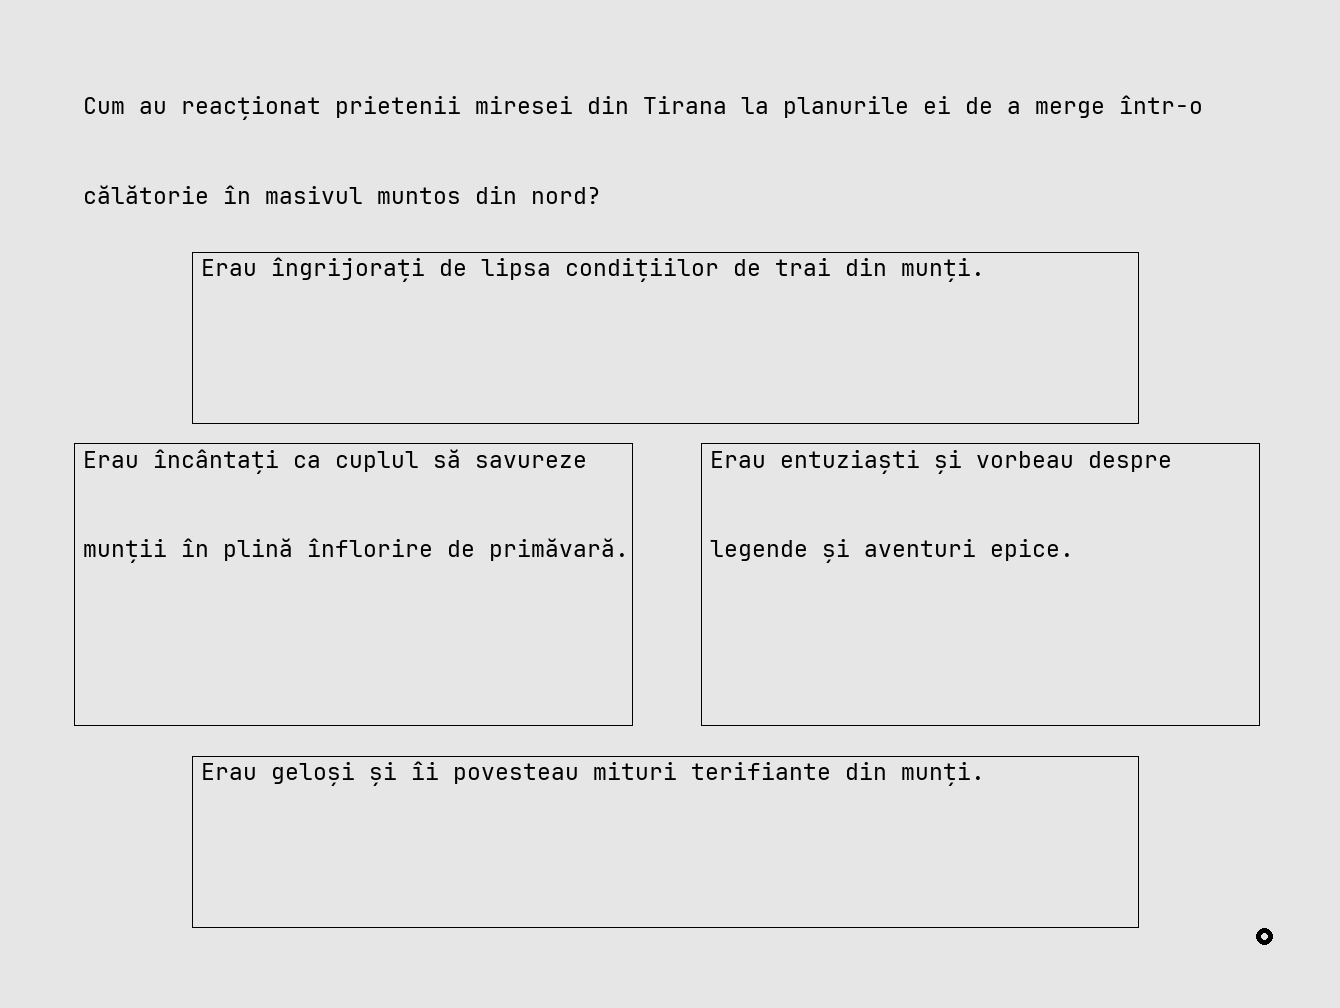 Cum au reacționat prietenii miresei din Tirana la planurile ei de a merge într-o
călătorie în masivul muntos din nord?
Erau îngrijorați de lipsa condițiilor de trai din munți.
Erau încântați ca cuplul să savureze
munții în plină înflorire de primăvară.
Erau entuziaști și vorbeau despre
legende și aventuri epice.
Erau geloși și îi povesteau mituri terifiante din munți.